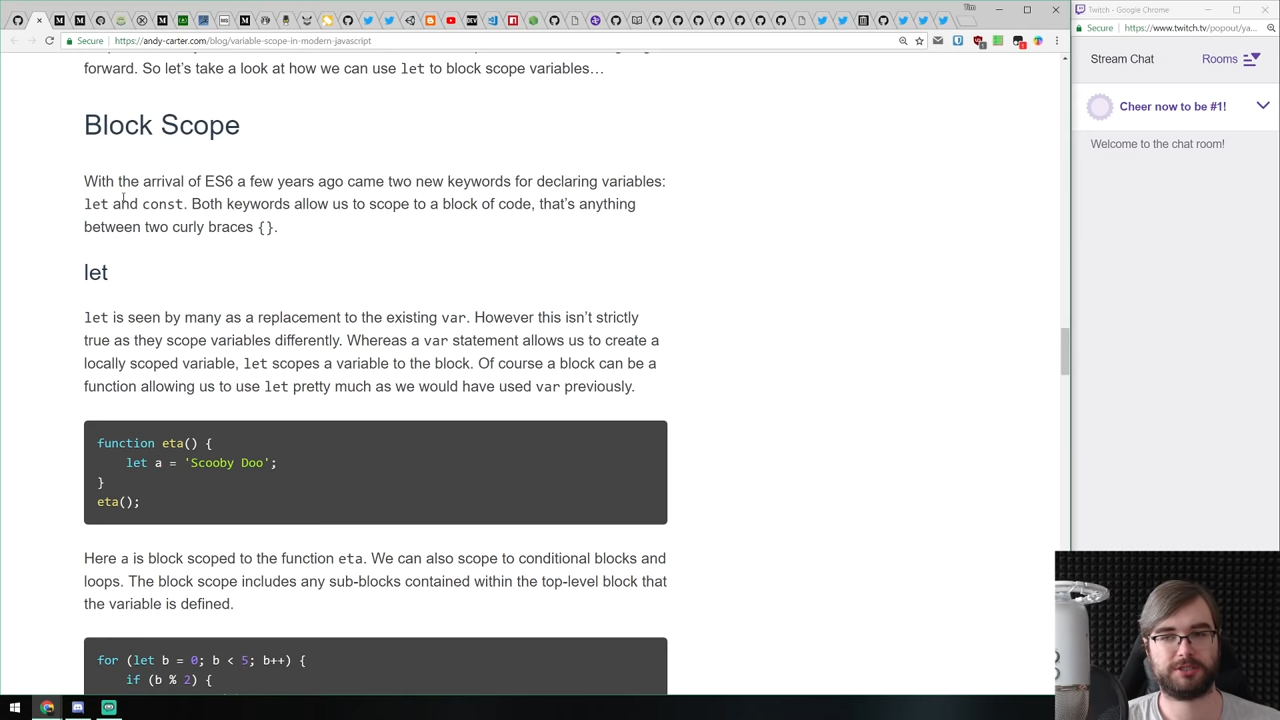 Tim
Twitch - Google Chrome
Secure
https://andy-carter.com/blog/variable-scope-in-modern-javascript
Secure
https://www.twitch.tv/popout/ya...
forward. So let’s take a look at how we can use let to block scope variables…
Block Scope
With the arrival of ES6 a few years ago came two new keywords for declaring variables:
let and const. Both keywords allow us to scope to a block of code, that’s anything
between two curly braces {}.
let
let is seen by many as a replacement to the existing var. However this isn’t strictly
true as they scope variables differently. Whereas a var statement allows us to create a
locally scoped variable, let scopes a variable to the block. Of course a block can be a
function allowing us to use let pretty much as we would have used var previously.
function eta() {
let a = 'Scooby Doo';
}
eta();
Here a is block scoped to the function eta. We can also scope to conditional blocks and
loops. The block scope includes any sub-blocks contained within the top-level block that
the variable is defined.
for (let b = 0; b < 5; b++) {
if (b % 2) {
Stream Chat
Rooms
Cheer now to be #1!
Welcome to the chat room!